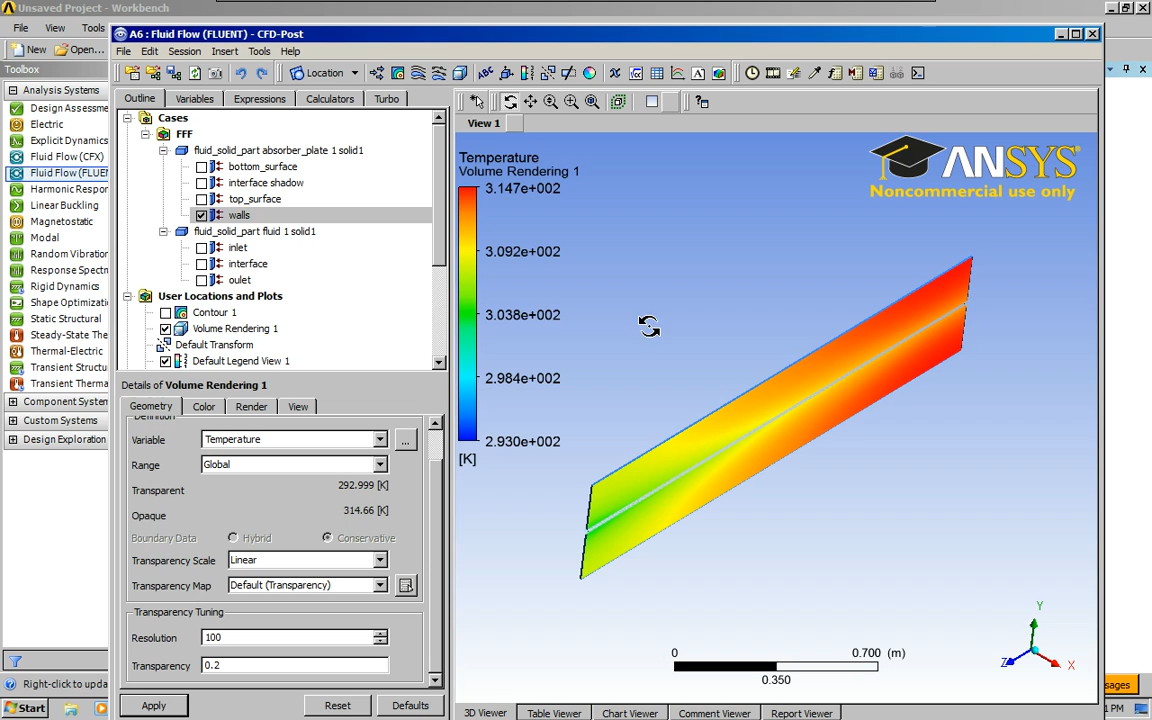 Unsaved Project - Workbench
File View Tools
New Open...
Toolbox
Analysis Systems
Design Assessme
Electric
Explicit Dynamics
Fluid Flow (CFX)
Fluid Flow (FLUEN
Harmonic Respor
Linear Buckling
Magnetostatic
Modal
Random Vibratior
Response Spectr
Rigid Dynamics
Shape Optimizatio
Static Structural
Steady-State The
Thermal-Electric
Transient Structu
Transient Therma
Component System
Custom Systems
Design Exploration
Right-click to upda
Start
A6 : Fluid Flow (FLUENT) - CFD-Post
File Edit Session Insert Tools Help
Location
Outline Variables Expressions Calculators Turbo
Cases
FFF
fluid_solid_part absorber_plate 1 solid1
bottom_surface
interface shadow
top_surface
walls
fluid_solid_part fluid 1 solid1
inlet
interface
oulet
User Locations and Plots
Contour 1
Volume Rendering 1
Default Transform
Default Legend View 1
Details of Volume Rendering 1
Geometry Color Render View
Definition
Variable Temperature ...
Range Global
Transparent 292.999 [K]
Opaque 314.66 [K]
Boundary Data Hybrid Conservative
Transparency Scale Linear
Transparency Map Default (Transparency)
Transparency Tuning
Resolution 100
Transparency 0.2
Apply Reset Defaults
View 1
Temperature
Volume Rendering 1
3.147e+002
3.092e+002
3.038e+002
2.984e+002
2.930e+002
[K]
ANSYS
Noncommercial use only
0 0.700 (m)
0.350
Y
Z X
3D Viewer Table Viewer Chart Viewer Comment Viewer Report Viewer
sages
1 PM